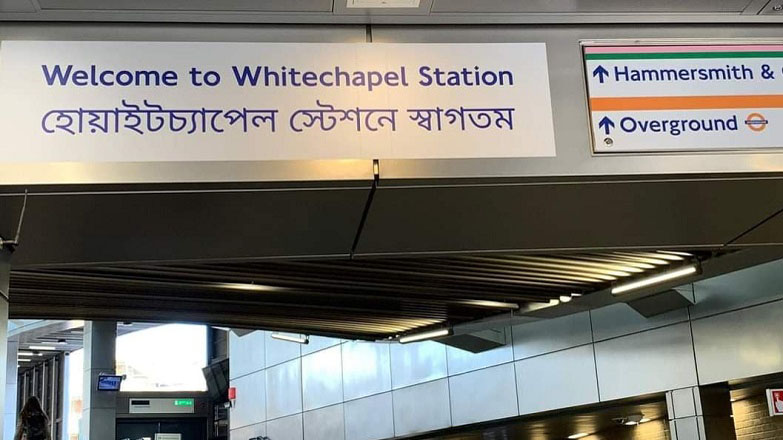 Welcome to Whitechapel Station
হোয়াইটচ্যাপেল স্টেশনে স্বাগতম
Hammersmith &
Overground